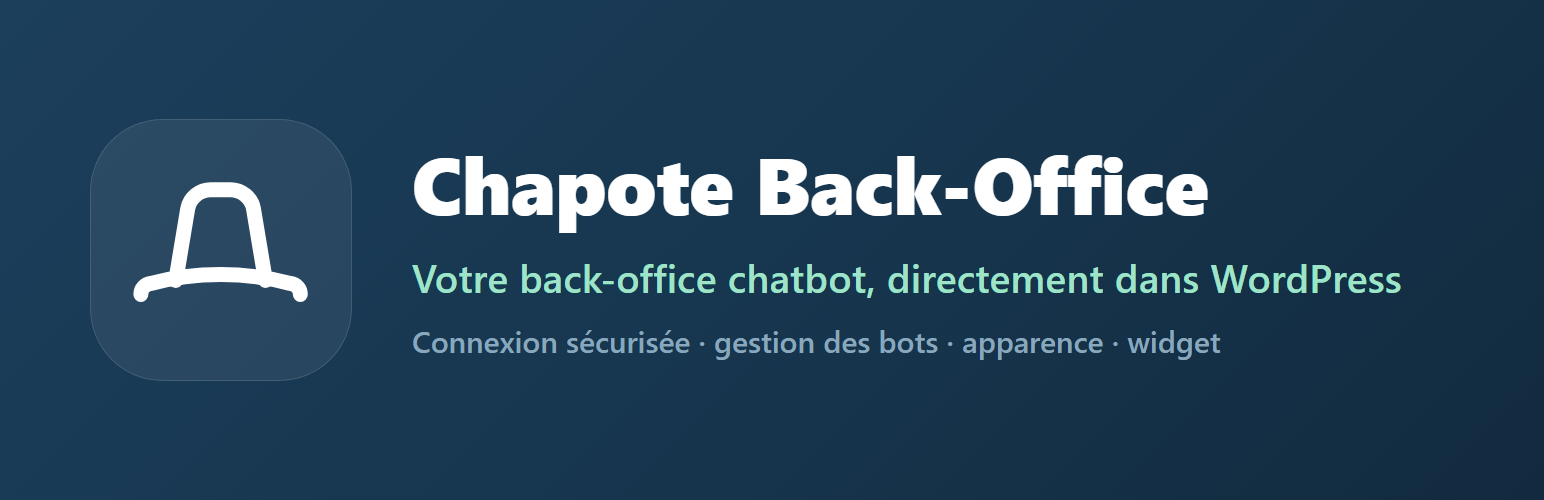 Chapote Back-Office
Votre back-office chatbot, directement dans WordPress
Connexion sécurisée · gestion des bots · apparence · widget